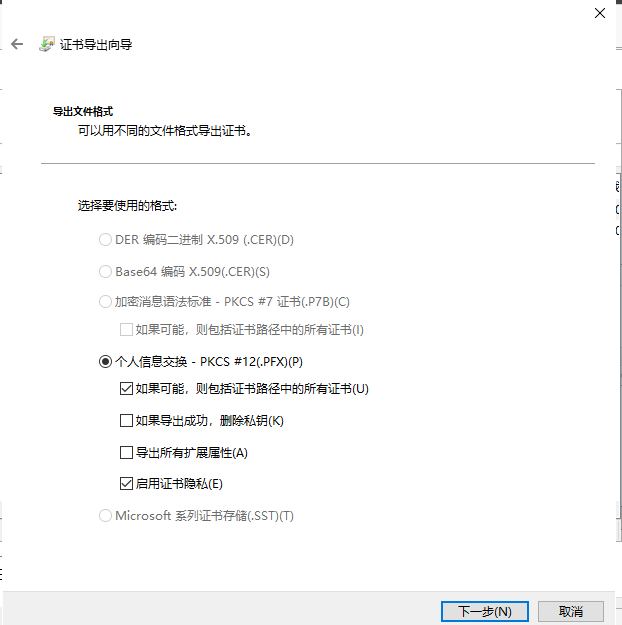 证书导出向导
导出文件格式
可以用不同的文件格式导出证书。
选择要使用的格式:
DER 编码二进制 X.509 (.CER)(D)
Base64 编码 X.509(.CER)(S)
加密消息语法标准 - PKCS #7 证书(.P7B)(C)
如果可能，则包括证书路径中的所有证书(I)
个人信息交换 - PKCS #12(.PFX)(P)
如果可能，则包括证书路径中的所有证书(U)
如果导出成功，删除私钥(K)
导出所有扩展属性(A)
启用证书隐私(E)
Microsoft 系列证书存储(.SST)(T)
下一步(N)
取消